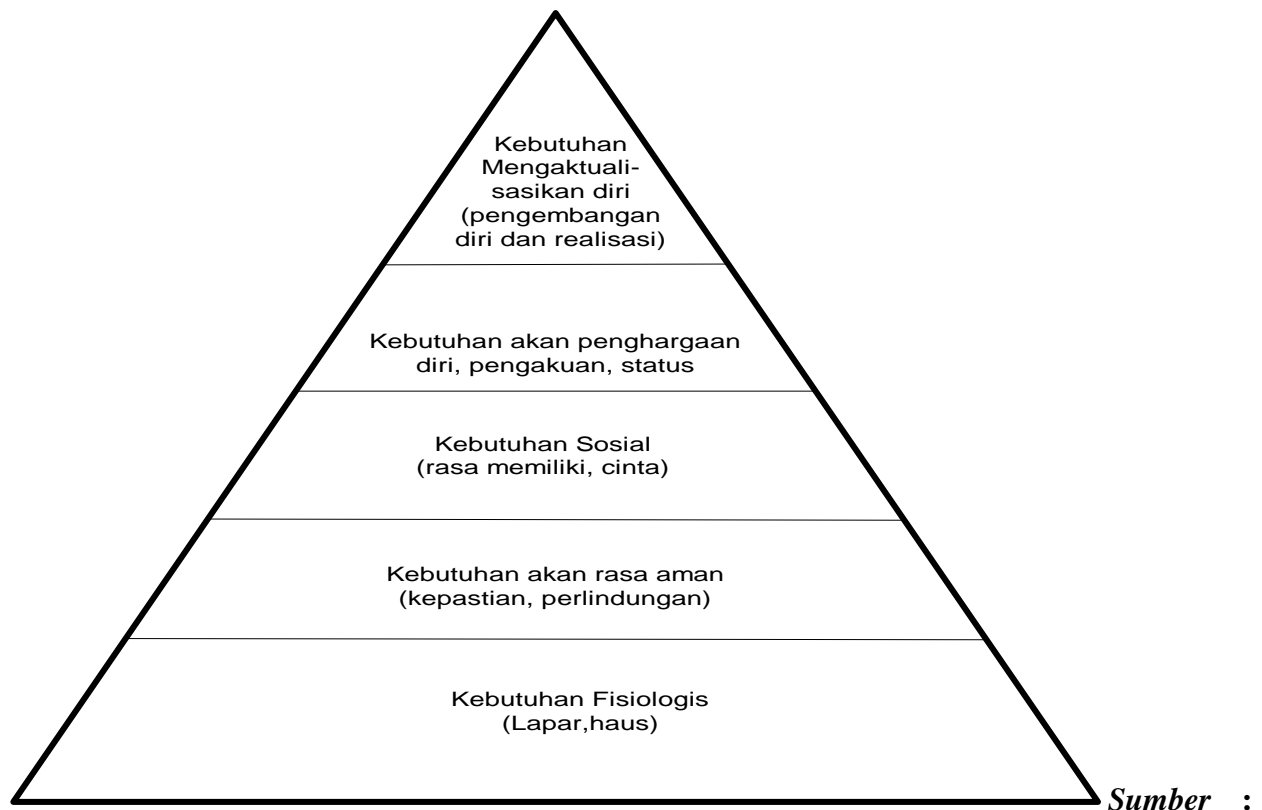 Kebutuhan
Mengaktuali-
sasikan diri
(pengembangan
diri dan realisasi)
Kebutuhan akan penghargaan
diri, pengakuan, status
Kebutuhan Sosial
(rasa memiliki, cinta)
Kebutuhan akan rasa aman
(kepastian, perlindungan)
Kebutuhan Fisiologis
(Lapar,haus)
Sumber :